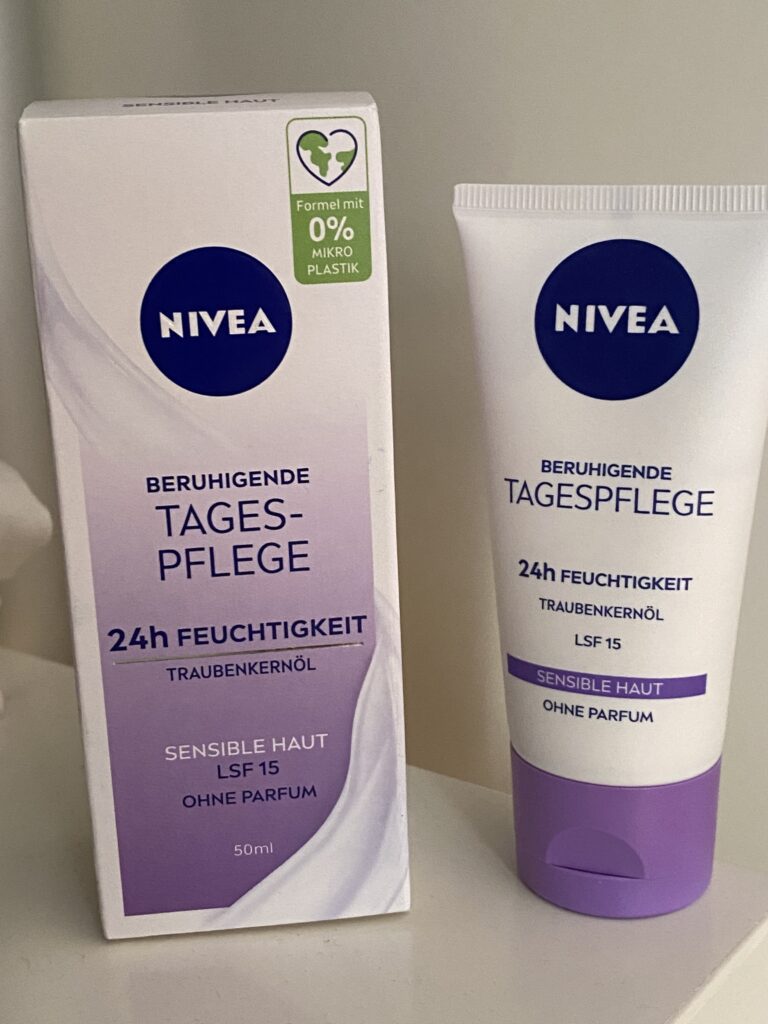 SENSIBLE HAUT
Formel mit
0%
MIKRO
PLASTIK
NIVEA
BERUHIGENDE
TAGES-
PFLEGE
24h FEUCHTIGKEIT
TRAUBENKERNÖL
SENSIBLE HAUT
LSF 15
OHNE PARFUM
50ml
NIVEA
BERUHIGENDE
TAGESPFLEGE
24h FEUCHTIGKEIT
TRAUBENKERNÖL
LSF 15
SENSIBLE HAUT
OHNE PARFUM